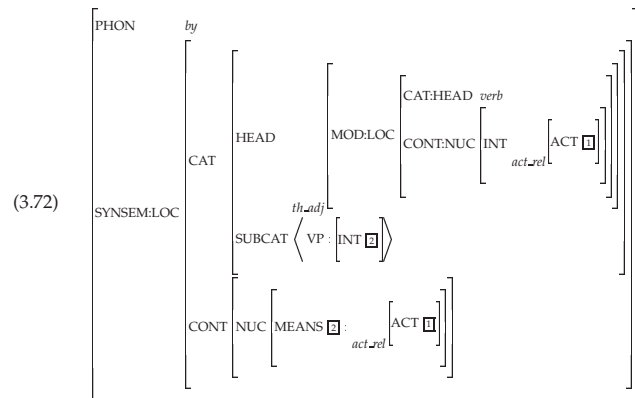 PHON by
CAT:HEAD verb
HEAD MOD:LOC
CONT:NUC INT act_rel ACT 1
CAT
th_adj
(3.72) SYNSEM:LOC
SUBCAT ⟨ VP : [INT 2] ⟩
CONT NUC MEANS 2 : act_rel ACT 1